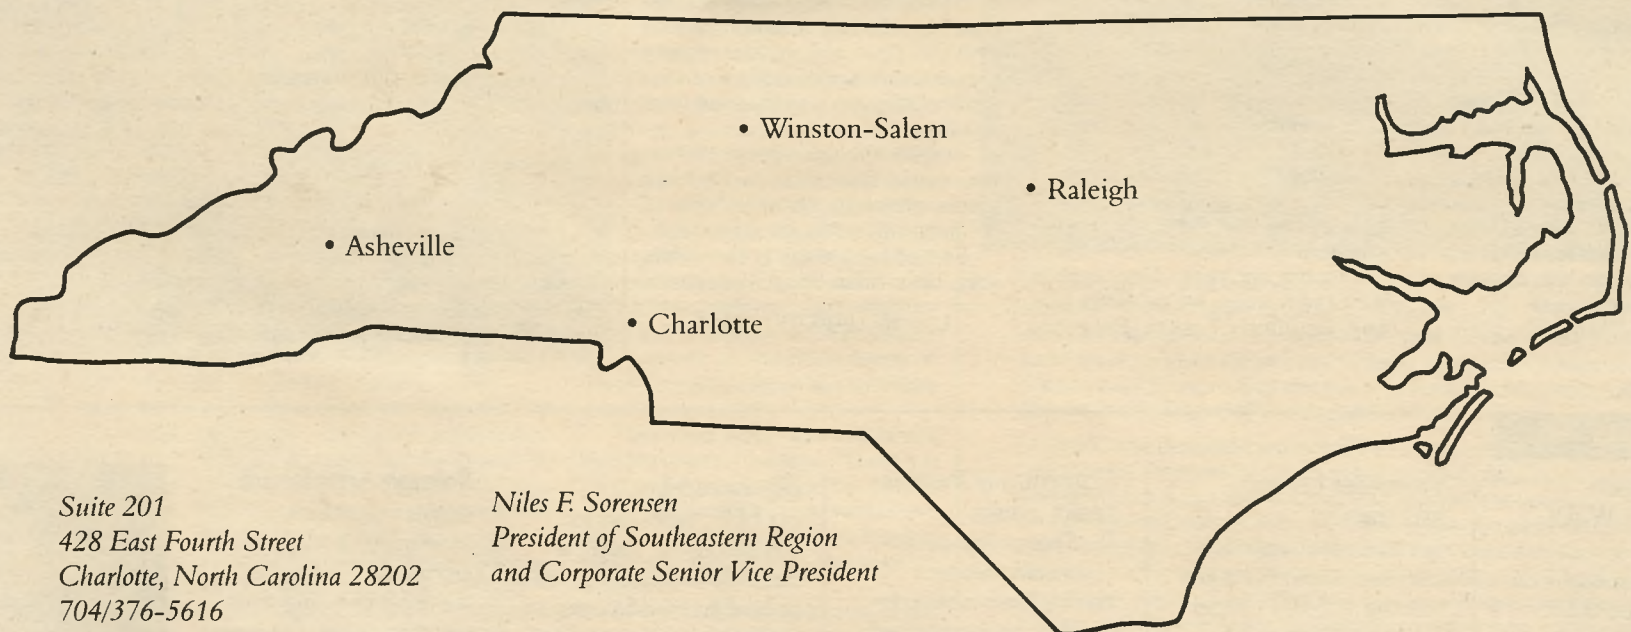 • Winston-Salem
• Raleigh
• Asheville
• Charlotte
Suite 201
428 East Fourth Street
Charlotte, North Carolina 28202
704/376-5616
Niles F. Sorensen
President of Southeastern Region
and Corporate Senior Vice President